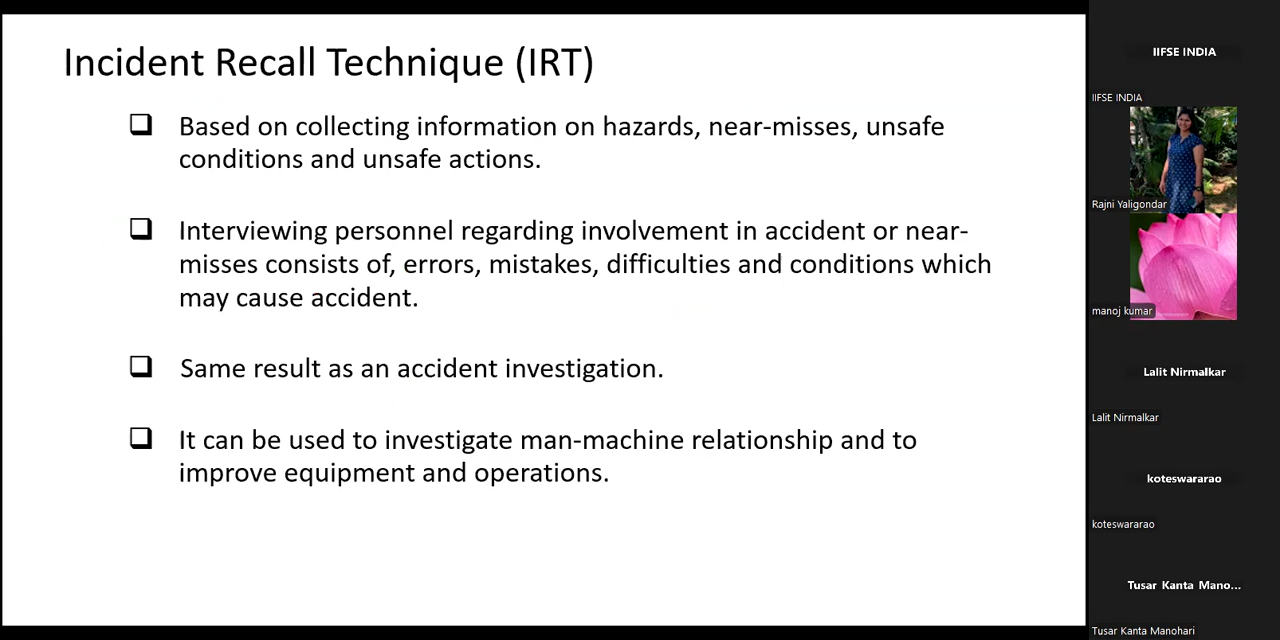 Incident Recall Technique (IRT)
Based on collecting information on hazards, near-misses, unsafe
conditions and unsafe actions.
Interviewing personnel regarding involvement in accident or near-
misses consists of, errors, mistakes, difficulties and conditions which
may cause accident.
Same result as an accident investigation.
It can be used to investigate man-machine relationship and to
improve equipment and operations.
IIFSE INDIA
IIFSE INDIA
Rajni Yaligondar
manoj kumar
Lalit Nirmalkar
Lalit Nirmalkar
koteswararao
koteswararao
Tusar Kanta Mano...
Tusar Kanta Manohari